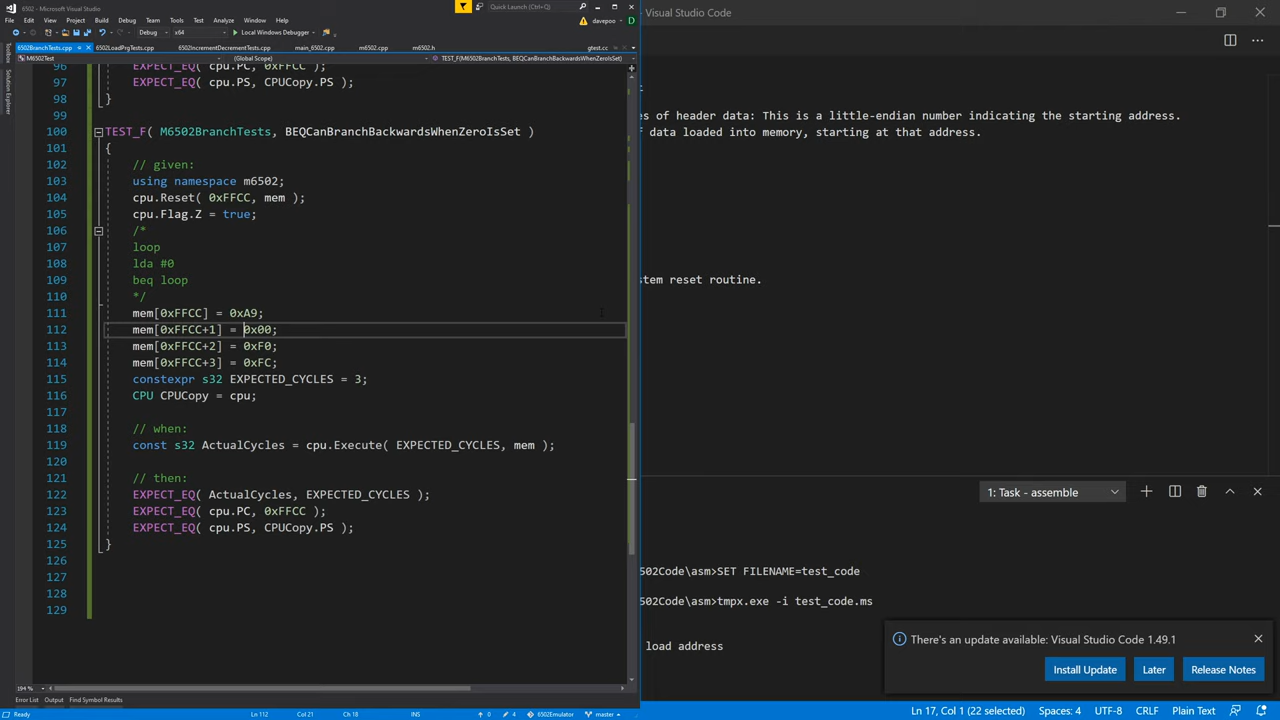 6502 - Microsoft Visual Studio
Quick Launch (Ctrl+Q)
File Edit View Project Build Debug Team Tools Test Analyze Window Help
davepoo
Debug x64 Local Windows Debugger
6502BranchTests.cpp 6502LoadPrgTests.cpp 6502IncrementDecrementTests.cpp main_6502.cpp m6502.cpp m6502.h gtest.cc
M6502Test (Global Scope) TEST_F(M6502BranchTests, BEQCanBranchBackwardsWhenZeroIsSet)
Toolbox
Solution Explorer
96 EXPECT_EQ( cpu.PC, 0xFFCC );
97 EXPECT_EQ( cpu.PS, CPUCopy.PS );
98 }
99
100 TEST_F( M6502BranchTests, BEQCanBranchBackwardsWhenZeroIsSet )
101 {
102 // given:
103 using namespace m6502;
104 cpu.Reset( 0xFFCC, mem );
105 cpu.Flag.Z = true;
106 /*
107 loop
108 lda #0
109 beq loop
110 */
111 mem[0xFFCC] = 0xA9;
112 mem[0xFFCC+1] = 0x00;
113 mem[0xFFCC+2] = 0xF0;
114 mem[0xFFCC+3] = 0xFC;
115 constexpr s32 EXPECTED_CYCLES = 3;
116 CPU CPUCopy = cpu;
117
118 // when:
119 const s32 ActualCycles = cpu.Execute( EXPECTED_CYCLES, mem );
120
121 // then:
122 EXPECT_EQ( ActualCycles, EXPECTED_CYCLES );
123 EXPECT_EQ( cpu.PC, 0xFFCC );
124 EXPECT_EQ( cpu.PS, CPUCopy.PS );
125 }
126
127
128
129
194 %
Error List Output Find Symbol Results
Ready Ln 112 Col 21 Ch 18 INS 0 4 6502Emulator master
Visual Studio Code
es of header data: This is a little-endian number indicating the starting address.
f data loaded into memory, starting at that address.
stem reset routine.
1: Task - assemble
502Code\asm>SET FILENAME=test_code
502Code\asm>tmpx.exe -i test_code.ms
load address
There's an update available: Visual Studio Code 1.49.1
Install Update Later Release Notes
Ln 17, Col 1 (22 selected) Spaces: 4 UTF-8 CRLF Plain Text